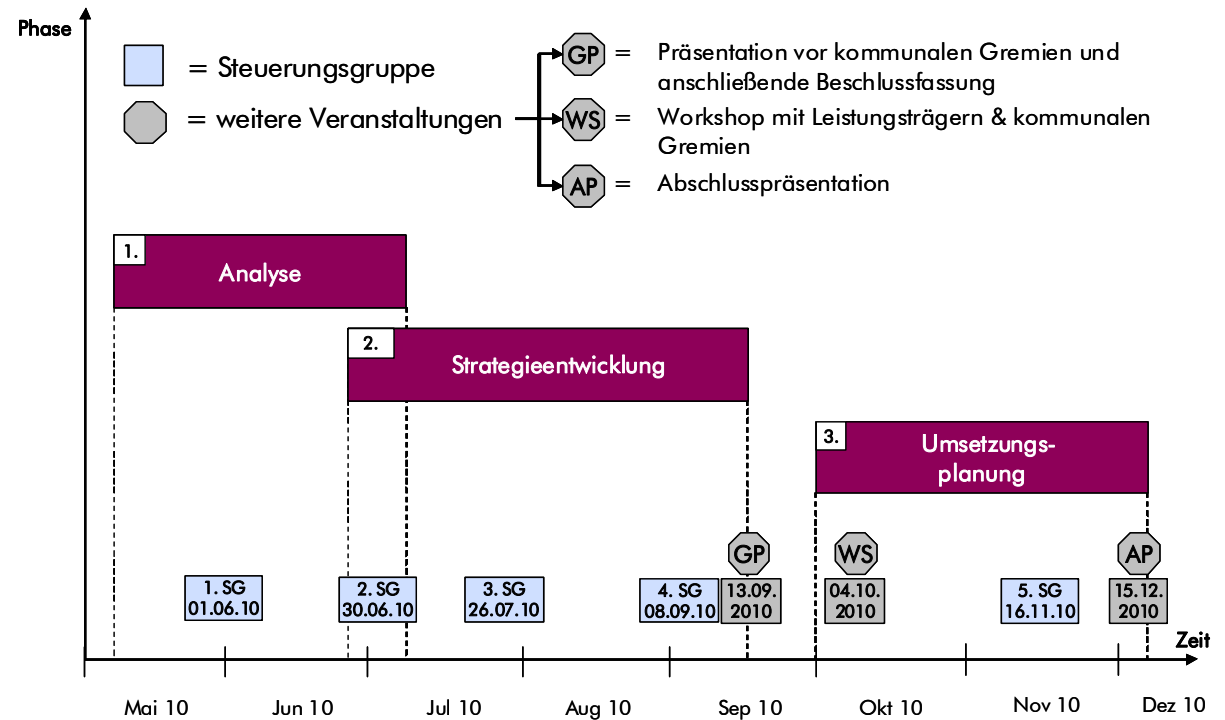 Phase
= Steuerungsgruppe
= weitere Veranstaltungen
GP = Präsentation vor kommunalen Gremien und
anschließende Beschlussfassung
WS = Workshop mit Leistungsträgern & kommunalen
Gremien
AP = Abschlusspräsentation
1.
Analyse
2.
Strategieentwicklung
3.
Umsetzungs-
planung
GP
WS
AP
1. SG
01.06.10
2. SG
30.06.10
3. SG
26.07.10
4. SG
08.09.10
13.09.
2010
04.10.
2010
5. SG
16.11.10
15.12.
2010
Zeit
Mai 10
Jun 10
Jul 10
Aug 10
Sep 10
Okt 10
Nov 10
Dez 10